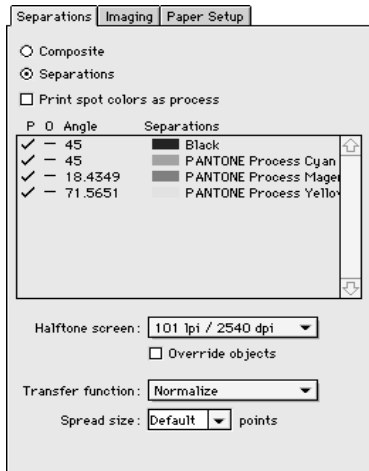 Separations Imaging Paper Setup
Composite
Separations
Print spot colors as process
P O Angle Separations
45 Black
45 PANTONE Process Cyan
18.4349 PANTONE Process Mager
71.5651 PANTONE Process Yellov
Halftone screen: 101 lpi / 2540 dpi
Override objects
Transfer function: Normalize
Spread size: Default points